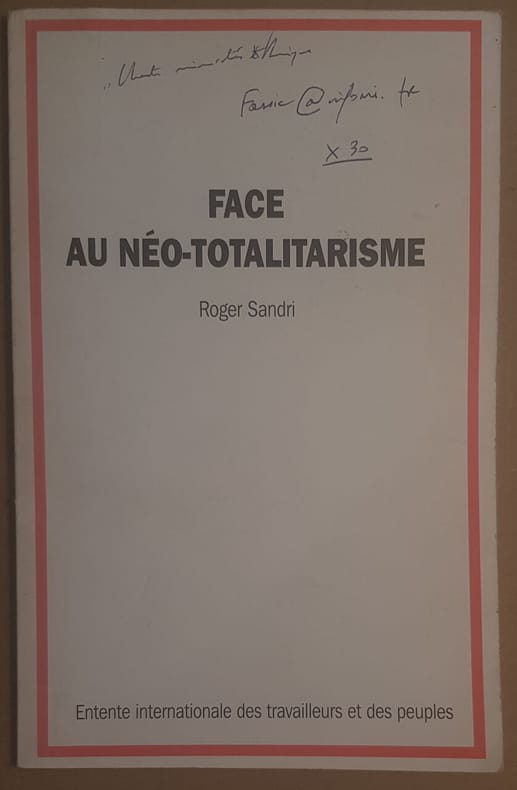 X 30
FACE
AU NÉO-TOTALITARISME
Roger Sandri
Entente internationale des travailleurs et des peuples